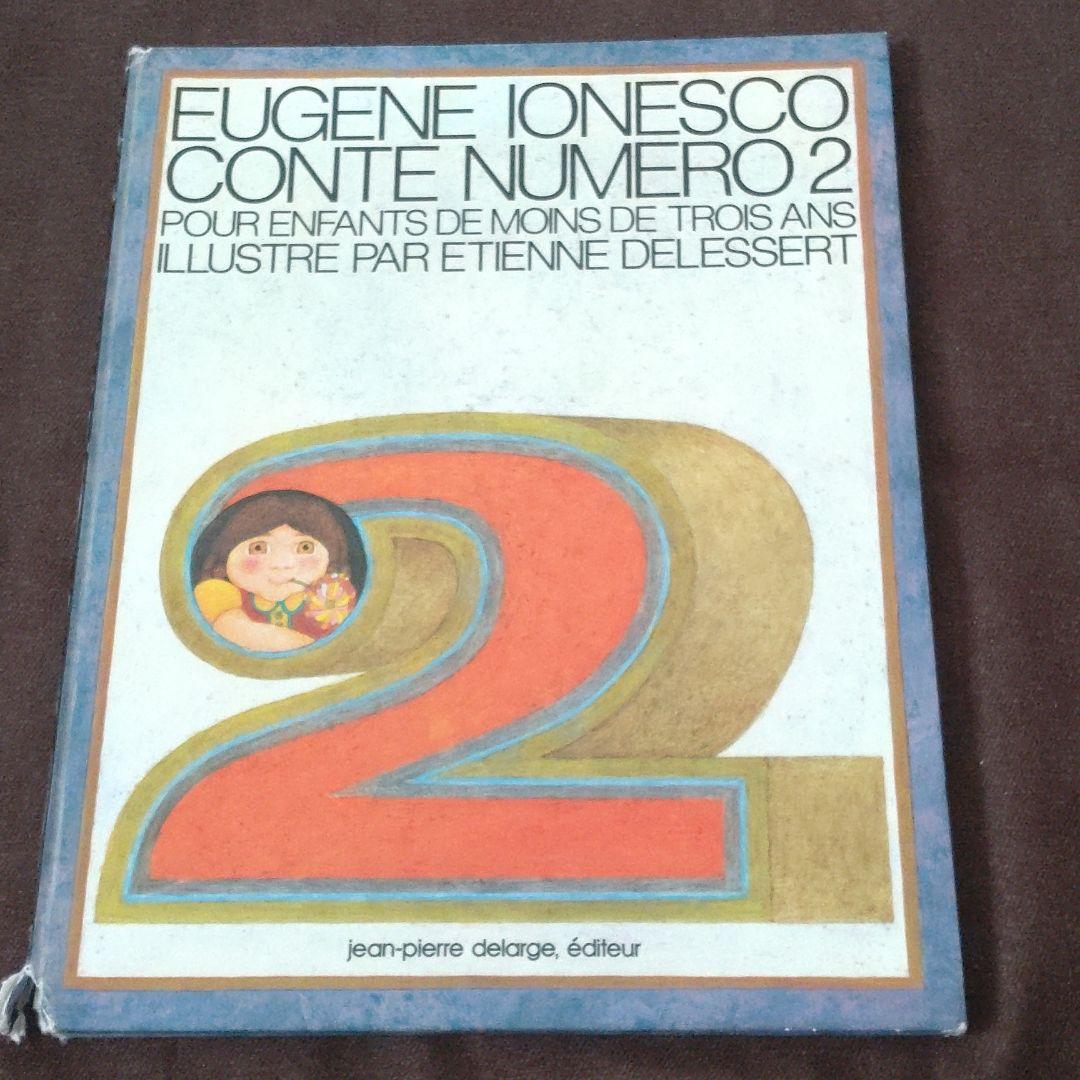 EUGENE IONESCO
CONTE NUMERO 2
POUR ENFANTS DE MOINS DE TROIS ANS
ILLUSTRE PAR ETIENNE DELESSERT
2
jean-pierre delarge, éditeur